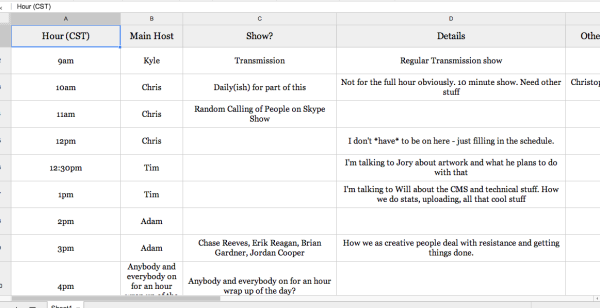 Hour (CST)
A B C D
Hour (CST) Main Host Show? Details Othe
9am Kyle Transmission Regular Transmission show
10am Chris Daily(ish) for part of this Not for the full hour obviously. 10 minute show. Need other Christop
stuff
11am Chris Random Calling of People on Skype
Show
12pm Chris I don't *have* to be on here - just filling in the schedule.
12:30pm Tim I'm talking to Jory about artwork and what he plans to do
with that
1pm Tim I'm talking to Will about the CMS and technical stuff. How
we do stats, uploading, all that cool stuff
2pm Adam
3pm Adam Chase Reeves, Erik Reagan, Brian
Gardner, Jordan Cooper How we as creative people deal with resistance and getting
things done.
4pm Anybody and
everybody on
for an hour
wrap up of the
Anybody and everybody on for an hour
wrap up of the day?